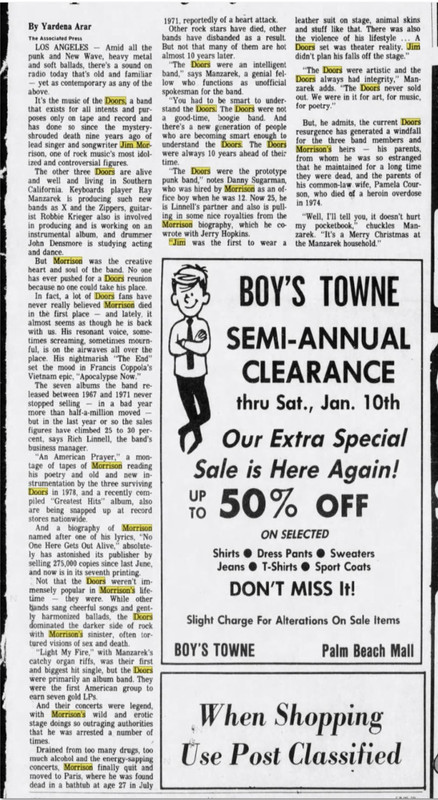 By Yardena Arar
The Associated Press
LOS ANGELES — Amid all the
punk and New Wave, heavy metal
and soft ballads, there's a sound on
radio today that's old and familiar
— yet as contemporary as any of the
above.
It's the music of the Doors, a band
that exists for all intents and pur-
poses only on tape and record and
has done so since the mystery-
shrouded death nine years ago of
lead singer and songwriter Jim Mor-
rison, one of rock music's most idol-
ized and controversial figures.
The other three Doors are alive
and well and living in Southern
California. Keyboards player Ray
Manzarek is producing such new
bands as X and the Zippers, guitar-
ist Robbie Krieger also is involved
in producing and is working on an
instrumental album, and drummer
John Densmore is studying acting
and dance.
But Morrison was the creative
heart and soul of the band. No one
has ever pushed for a Doors reunion
because no one could take his place.
In fact, a lot of Doors fans have
never really believed Morrison died
in the first place — and lately, it
almost seems as though he is back
with us. His resonant voice, some-
times screaming, sometimes mourn-
ful, is on the airwaves all over the
place. His nightmarish "The End"
set the mood in Francis Coppola's
Vietnam epic, "Apocalypse Now."
The seven albums the band re-
leased between 1967 and 1971 never
stopped selling — in a bad year
more than half-a-million moved —
but in the last year or so the sales
figures have climbed 25 to 30 per-
cent, says Rich Linnell, the band's
business manager.
"An American Prayer," a mon-
tage of tapes of Morrison reading
his poetry and old and new in-
strumentation by the three surviving
Doors in 1978, and a recently com-
piled "Greatest Hits" album, also
are being snapped up at record
stores nationwide.
And a biography of Morrison
named after one of his lyrics, "No
One Here Gets Out Alive," absolute-
ly has astonished its publisher by
selling 275,000 copies since last June,
and now is in its seventh printing.
Not that the Doors weren't im-
mensely popular in Morrison's life-
time — they were. While other
bands sang cheerful songs and gent-
ly harmonized ballads, the Doors
dominated the darker side of rock
with Morrison's sinister, often tor-
tured visions of sex and death.
"Light My Fire," with Manzarek's
catchy organ riffs, was their first
and biggest hit single, but the Doors
were primarily an album band. They
were the first American group to
earn seven gold LPs.
And their concerts were legend,
with Morrison's wild and erotic
stage doings so outraging authorities
that he was arrested a number of
times.
Drained from too many drugs, too
much alcohol and the energy-sapping
concerts, Morrison finally quit and
moved to Paris, where he was found
dead in a bathtub at age 27 in July
1971, reportedly of a heart attack.
Other rock stars have died, other
bands have disbanded as a result.
But not that many of them are hot
almost 10 years later.
"The Doors were an intelligent
band," says Manzarek, a genial fel-
low who functions as unofficial
spokesman for the band.
"You had to be smart to under-
stand the Doors. The Doors were not
a good-time, boogie band. And
there's a new generation of people
who are becoming smart enough to
understand the Doors. The Doors
were always 10 years ahead of their
time.
"The Doors were the prototype
punk band," notes Danny Sugarman,
who was hired by Morrison as an of-
fice boy when he was 12. Now 25, he
is Linnell's partner and also is pull-
ing in some nice royalties from the
Morrison biography, which he co-
wrote with Jerry Hopkins.
"Jim was the first to wear a
leather suit on stage, animal skins
and stuff like that. There was also
the violence of his lifestyle ... A
Doors set was theater reality. Jim
didn't plan his falls off the stage."
"The Doors were artistic and the
Doors always had integrity," Man-
zarek adds. "The Doors never sold
out. We were in it for art, for music,
for poetry."
But, he admits, the current Doors
resurgence has generated a windfall
for the three band members and
Morrison's heirs — his parents,
from whom he was so estranged
that he maintained for a long time
they were dead, and the parents of
his common-law wife, Pamela Cour-
son, who died of a heroin overdose
in 1974.
"Well, I'll tell you, it doesn't hurt
my pocketbook," chuckles Man-
zarek. "It's a Merry Christmas at
the Manzarek household."
BOY'S TOWNE
SEMI-ANNUAL
CLEARANCE
thru Sat., Jan. 10th
Our Extra Special
Sale is Here Again!
UP TO 50% OFF
ON SELECTED
Shirts ● Dress Pants ● Sweaters
Jeans ● T-Shirts ● Sport Coats
DON'T MISS It!
Slight Charge For Alterations On Sale Items
BOY'S TOWNE Palm Beach Mall
When Shopping
Use Post Classified